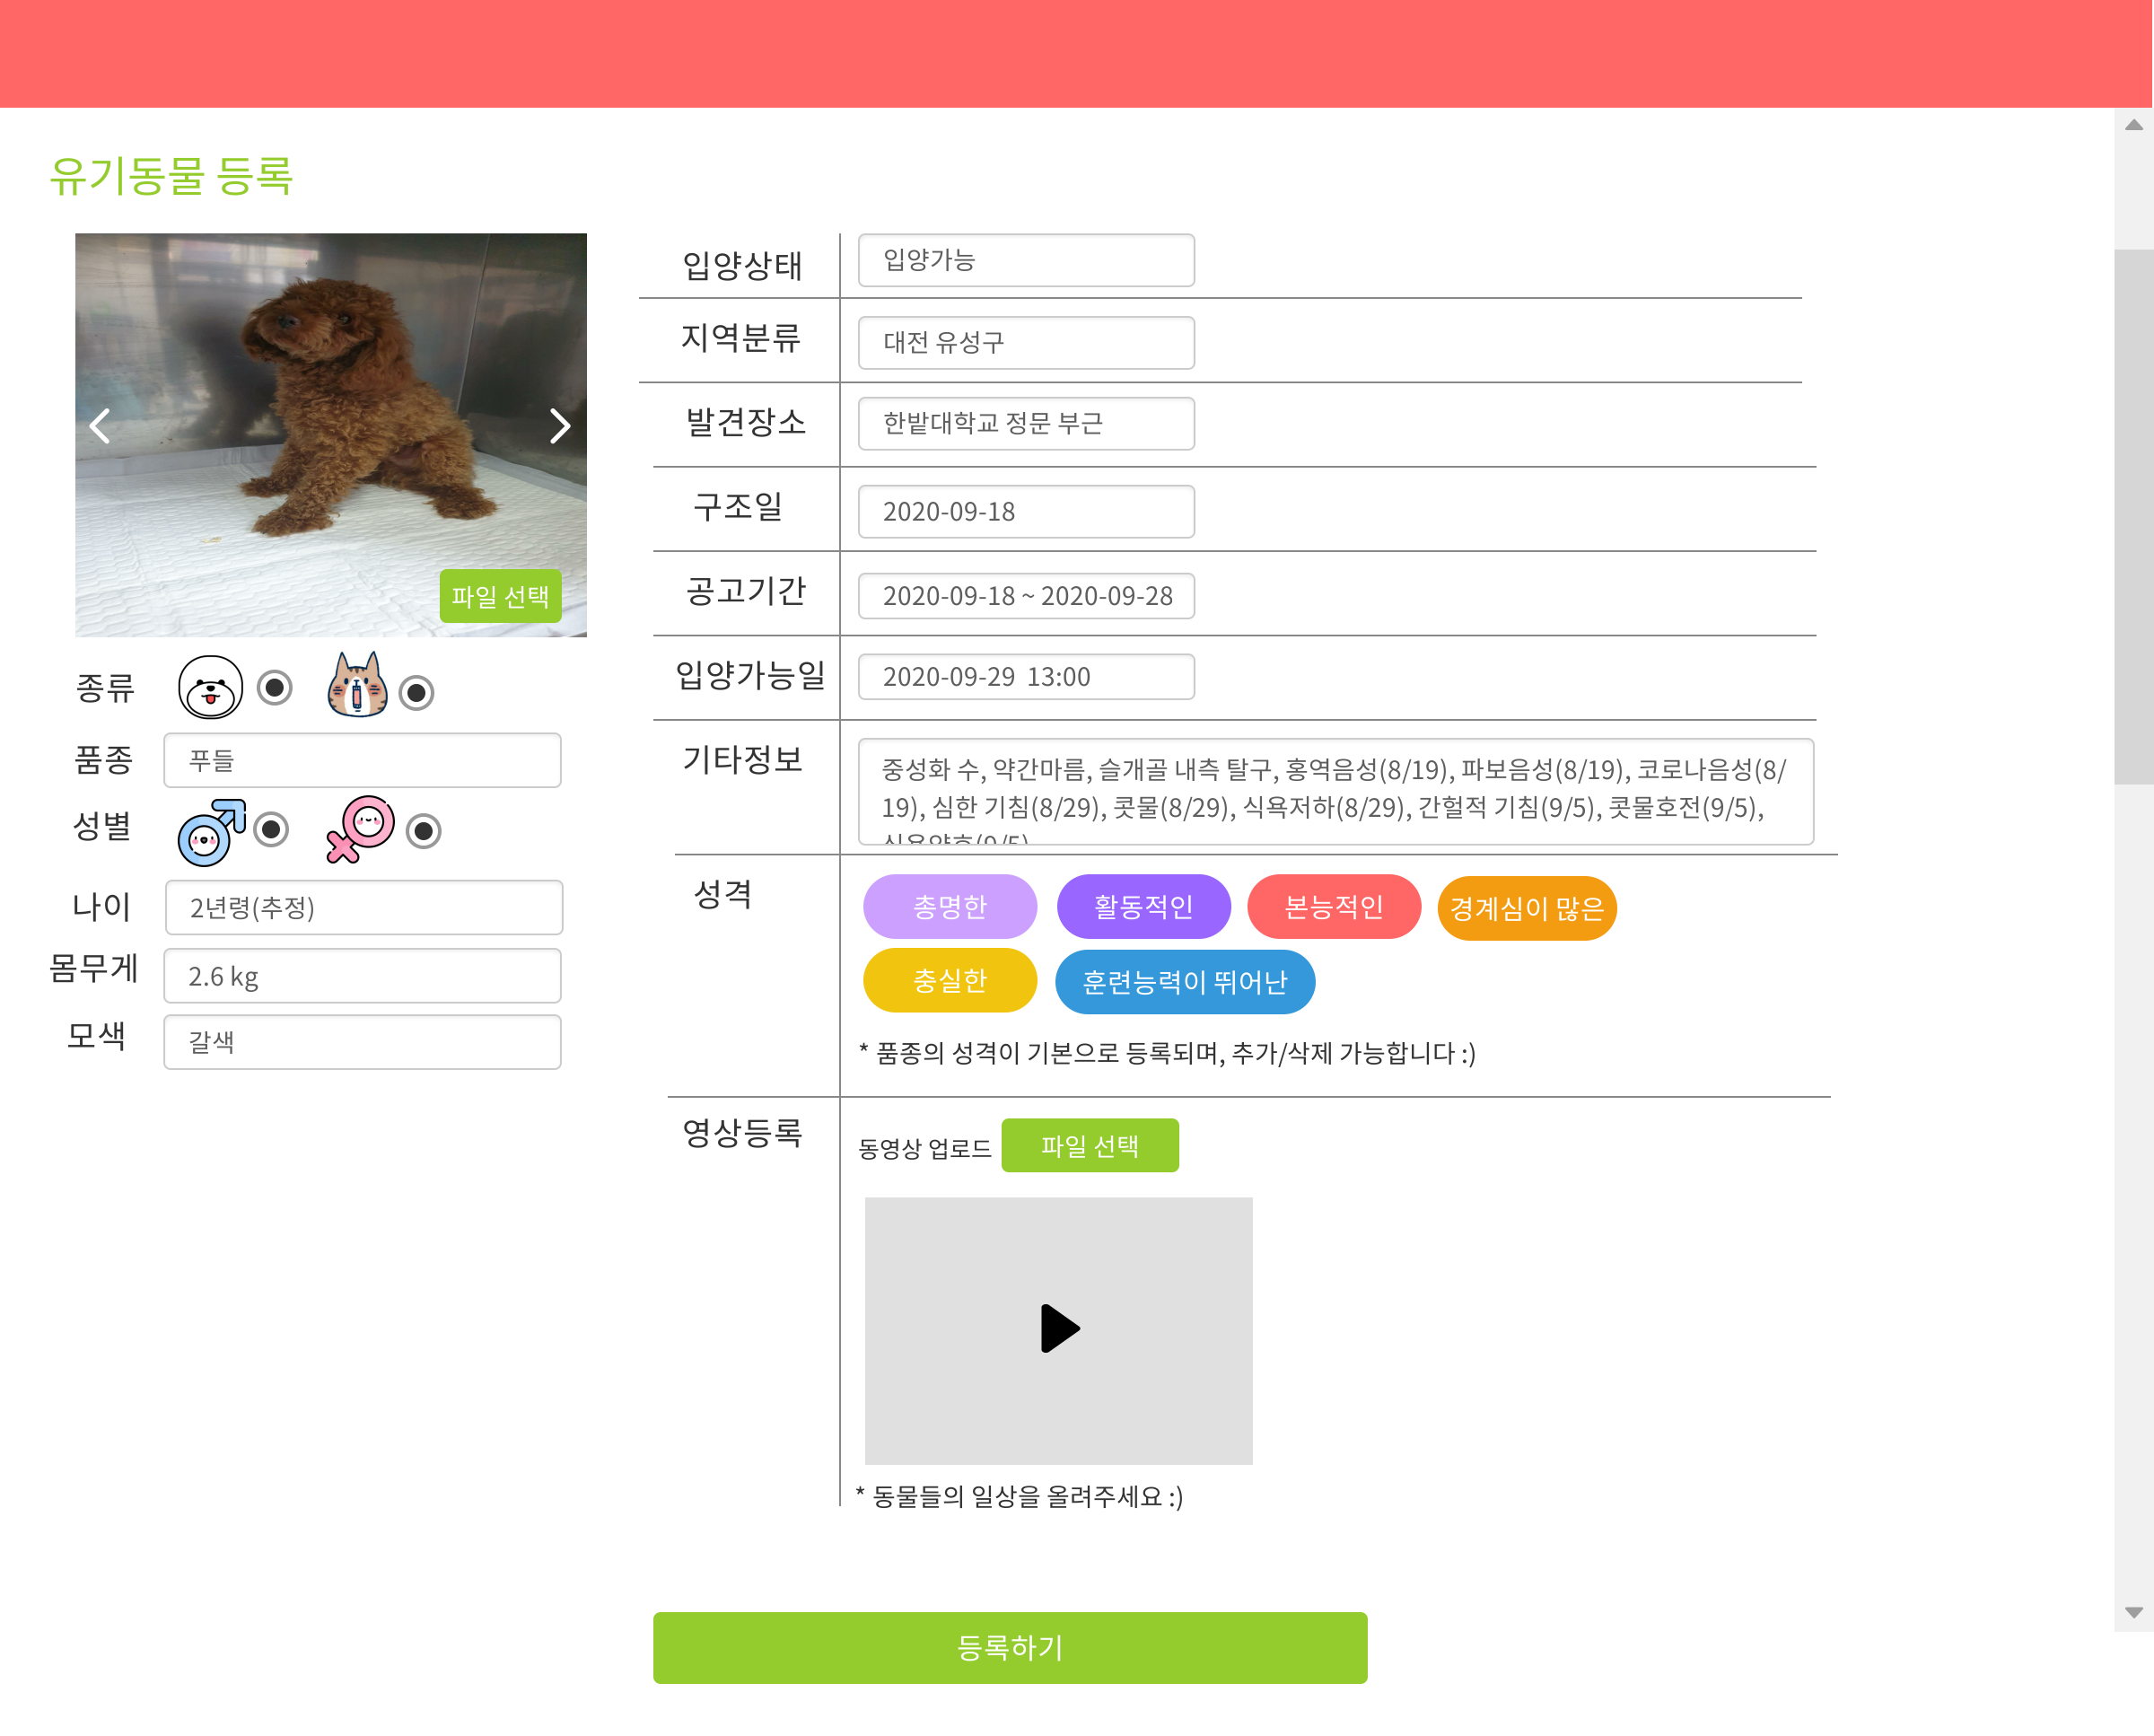 유기동물 등록
파일 선택
종류
품종 푸들
성별
나이 2년령(추정)
몸무게 2.6 kg
모색 갈색
입양상태 입양가능
지역분류 대전 유성구
발견장소 한밭대학교 정문 부근
구조일 2020-09-18
공고기간 2020-09-18 ~ 2020-09-28
입양가능일 2020-09-29 13:00
기타정보 중성화 수, 약간마름, 슬개골 내측 탈구, 홍역음성(8/19), 파보음성(8/19), 코로나음성(8/
19), 심한 기침(8/29), 콧물(8/29), 식욕저하(8/29), 간헐적 기침(9/5), 콧물호전(9/5),
성격 총명한 활동적인 본능적인 경계심이 많은
충실한 훈련능력이 뛰어난
* 품종의 성격이 기본으로 등록되며, 추가/삭제 가능합니다 :)
영상등록 동영상 업로드 파일 선택
* 동물들의 일상을 올려주세요 :)
등록하기